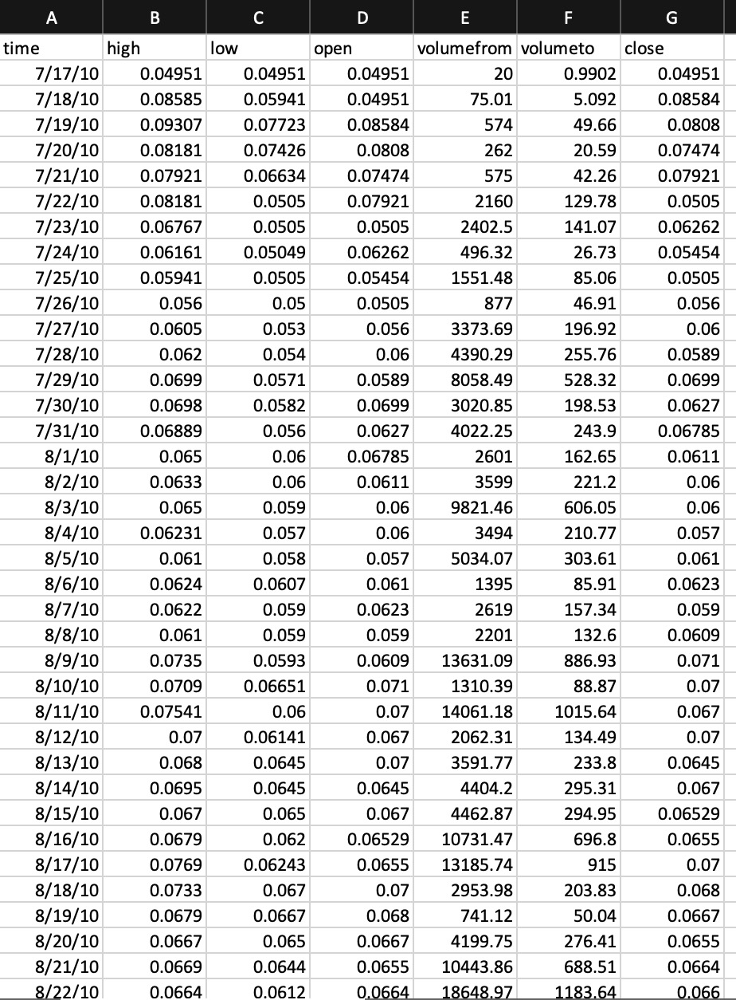 A B C D E F G
time high low open volumefrom volumeto close
7/17/10 0.04951 0.04951 0.04951 20 0.9902 0.04951
7/18/10 0.08585 0.05941 0.04951 75.01 5.092 0.08584
7/19/10 0.09307 0.07723 0.08584 574 49.66 0.0808
7/20/10 0.08181 0.07426 0.0808 262 20.59 0.07474
7/21/10 0.07921 0.06634 0.07474 575 42.26 0.07921
7/22/10 0.08181 0.0505 0.07921 2160 129.78 0.0505
7/23/10 0.06767 0.0505 0.0505 2402.5 141.07 0.06262
7/24/10 0.06161 0.05049 0.06262 496.32 26.73 0.05454
7/25/10 0.05941 0.0505 0.05454 1551.48 85.06 0.0505
7/26/10 0.056 0.05 0.0505 877 46.91 0.056
7/27/10 0.0605 0.053 0.056 3373.69 196.92 0.06
7/28/10 0.062 0.054 0.06 4390.29 255.76 0.0589
7/29/10 0.0699 0.0571 0.0589 8058.49 528.32 0.0699
7/30/10 0.0698 0.0582 0.0699 3020.85 198.53 0.0627
7/31/10 0.06889 0.056 0.0627 4022.25 243.9 0.06785
8/1/10 0.065 0.06 0.06785 2601 162.65 0.0611
8/2/10 0.0633 0.06 0.0611 3599 221.2 0.06
8/3/10 0.065 0.059 0.06 9821.46 606.05 0.06
8/4/10 0.06231 0.057 0.06 3494 210.77 0.057
8/5/10 0.061 0.058 0.057 5034.07 303.61 0.061
8/6/10 0.0624 0.0607 0.061 1395 85.91 0.0623
8/7/10 0.0622 0.059 0.0623 2619 157.34 0.059
8/8/10 0.061 0.059 0.059 2201 132.6 0.0609
8/9/10 0.0735 0.0593 0.0609 13631.09 886.93 0.071
8/10/10 0.0709 0.06651 0.071 1310.39 88.87 0.07
8/11/10 0.07541 0.06 0.07 14061.18 1015.64 0.067
8/12/10 0.07 0.06141 0.067 2062.31 134.49 0.07
8/13/10 0.068 0.0645 0.07 3591.77 233.8 0.0645
8/14/10 0.0695 0.0645 0.0645 4404.2 295.31 0.067
8/15/10 0.067 0.065 0.067 4462.87 294.95 0.06529
8/16/10 0.0679 0.062 0.06529 10731.47 696.8 0.0655
8/17/10 0.0769 0.06243 0.0655 13185.74 915 0.07
8/18/10 0.0733 0.067 0.07 2953.98 203.83 0.068
8/19/10 0.0679 0.0667 0.068 741.12 50.04 0.0667
8/20/10 0.0667 0.065 0.0667 4199.75 276.41 0.0655
8/21/10 0.0669 0.0644 0.0655 10443.86 688.51 0.0664
8/22/10 0.0664 0.0612 0.0664 18648.97 1183.64 0.066